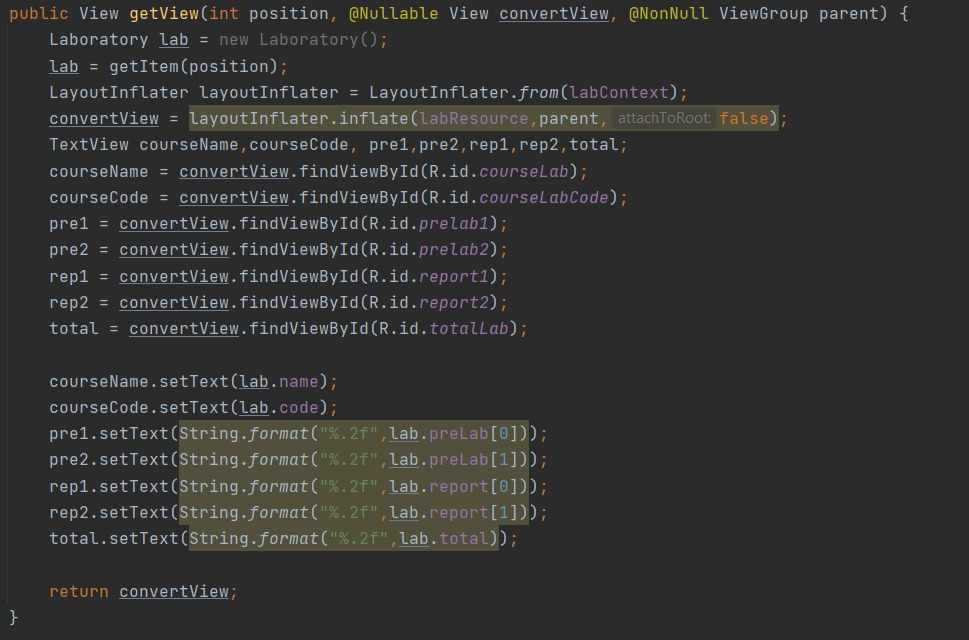 public View getView(int position, @Nullable View convertView, @NonNull ViewGroup parent) {
    Laboratory lab = new Laboratory();
    lab = getItem(position);
    LayoutInflater layoutInflater = LayoutInflater.from(labContext);
    convertView = layoutInflater.inflate(labResource,parent, attachToRoot: false);
    TextView courseName,courseCode, pre1,pre2,rep1,rep2,total;
    courseName = convertView.findViewById(R.id.courseLab);
    courseCode = convertView.findViewById(R.id.courseLabCode);
    pre1 = convertView.findViewById(R.id.prelab1);
    pre2 = convertView.findViewById(R.id.prelab2);
    rep1 = convertView.findViewById(R.id.report1);
    rep2 = convertView.findViewById(R.id.report2);
    total = convertView.findViewById(R.id.totalLab);

    courseName.setText(lab.name);
    courseCode.setText(lab.code);
    pre1.setText(String.format("%.2f",lab.preLab[0]));
    pre2.setText(String.format("%.2f",lab.preLab[1]));
    rep1.setText(String.format("%.2f",lab.report[0]));
    rep2.setText(String.format("%.2f",lab.report[1]));
    total.setText(String.format("%.2f",lab.total));

    return convertView;
}